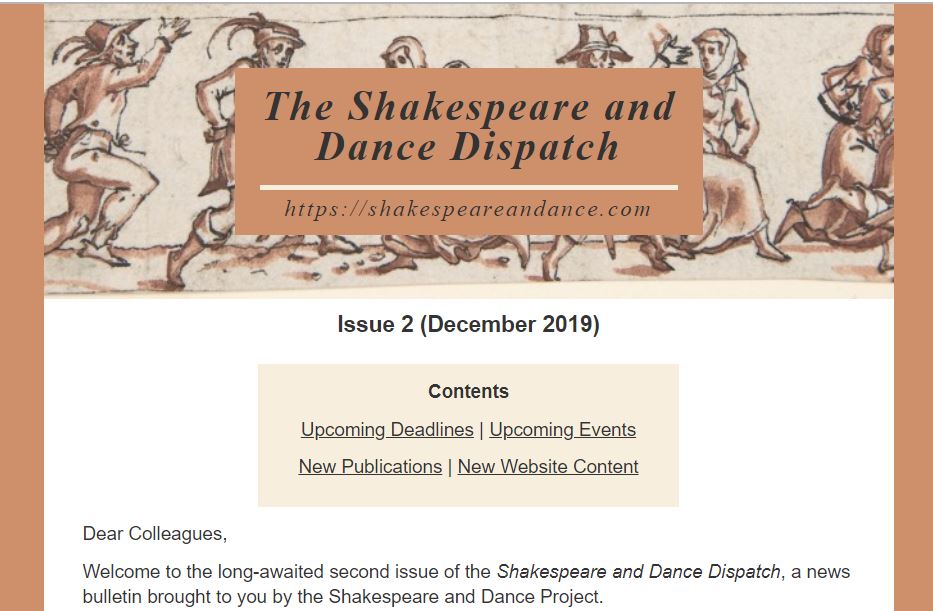 The Shakespeare and
Dance Dispatch
https://shakespeareandance.com
Issue 2 (December 2019)
Contents
Upcoming Deadlines | Upcoming Events
New Publications | New Website Content
Dear Colleagues,
Welcome to the long-awaited second issue of the Shakespeare and Dance Dispatch, a news
bulletin brought to you by the Shakespeare and Dance Project.